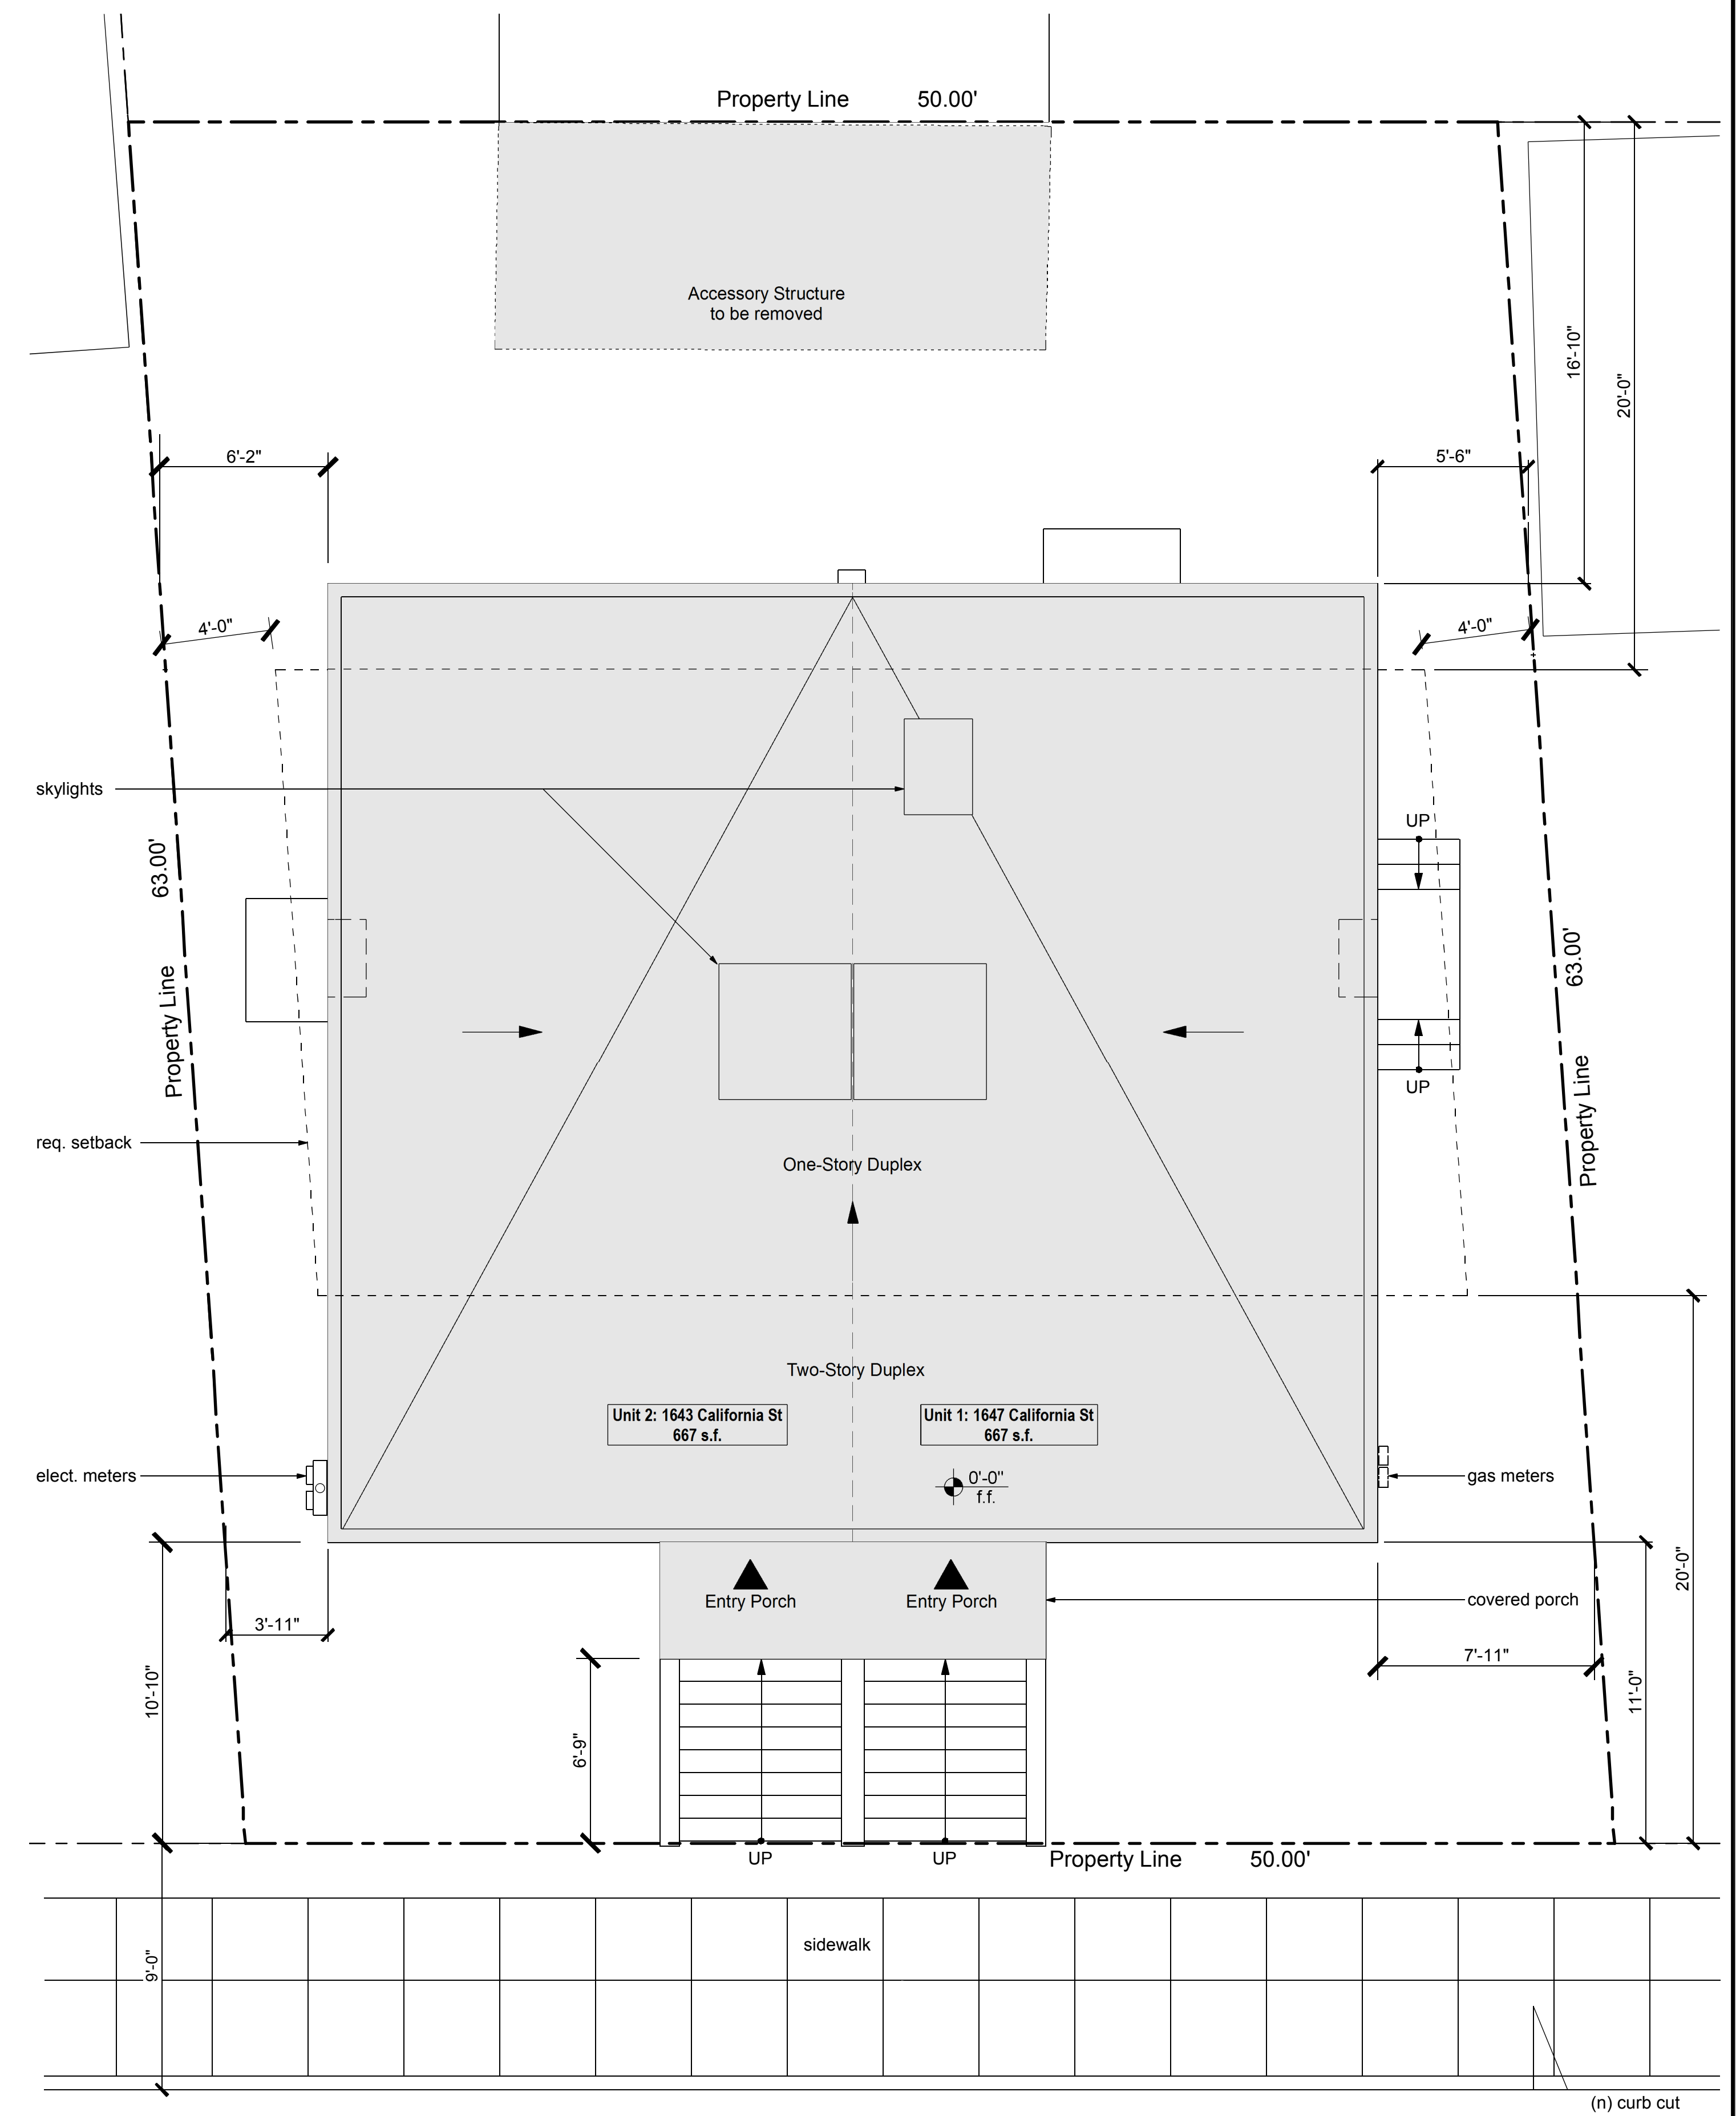 Property Line 50.00'
Accessory Structure
to be removed
16'-10"
20'-0"
6'-2"
5'-6"
4'-0"
4'-0"
skylights
UP
63.00'
Property Line
63.00'
Property Line
UP
req. setback
One-Story Duplex
Two-Story Duplex
Unit 2: 1643 California St
667 s.f.
Unit 1: 1647 California St
667 s.f.
elect. meters
0'-0"
f.f.
gas meters
Entry Porch
Entry Porch
covered porch
3'-11"
7'-11"
10'-10"
6'-9"
11'-0"
20'-0"
UP
UP
Property Line 50.00'
sidewalk
9'-0"
(n) curb cut